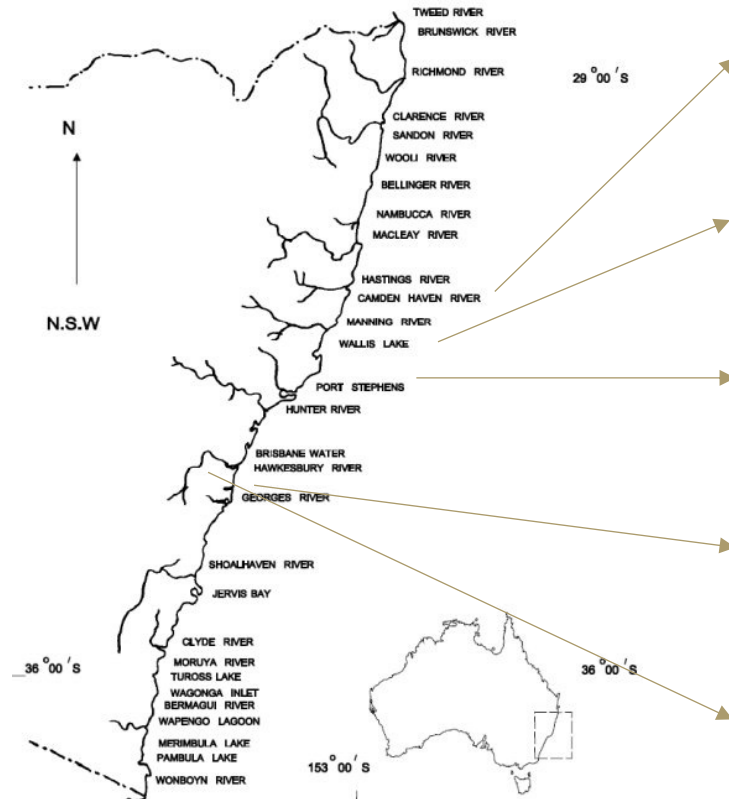 TWEED RIVER
BRUNSWICK RIVER
RICHMOND RIVER
29°00'S
CLARENCE RIVER
N
SANDON RIVER
WOOLI RIVER
BELLINGER RIVER
NAMBUCCA RIVER
MACLEAY RIVER
HASTINGS RIVER
CAMDEN HAVEN RIVER
N.S.W
MANNING RIVER
WALLIS LAKE
PORT STEPHENS
HUNTER RIVER
BRISBANE WATER
HAWKESBURY RIVER
GEORGES RIVER
SHOALHAVEN RIVER
JERVIS BAY
CLYDE RIVER
36°00'S
MORUYA RIVER
36°00'S
TUROSS LAKE
WAGONGA INLET
BERMAGUI RIVER
WAPENGO LAGOON
MERIMBULA LAKE
PAMBULA LAKE
153°00'S
WONBOYN RIVER